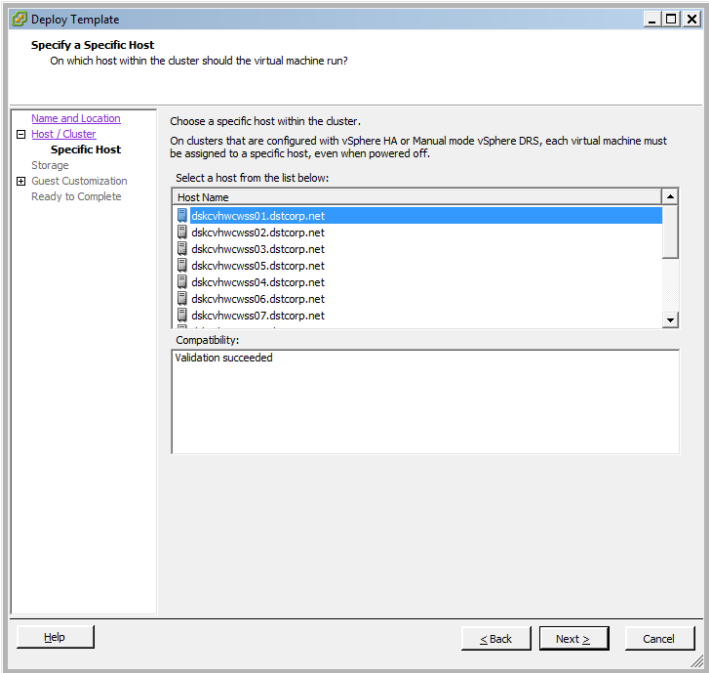 Deploy Template
Specify a Specific Host
On which host within the cluster should the virtual machine run?
Name and Location
Host / Cluster
Specific Host
Storage
Guest Customization
Ready to Complete
Choose a specific host within the cluster.
On clusters that are configured with vSphere HA or Manual mode vSphere DRS, each virtual machine must
be assigned to a specific host, even when powered off.
Select a host from the list below:
Host Name
dskcvhwcwss01.dstcorp.net
dskcvhwcwss02.dstcorp.net
dskcvhwcwss03.dstcorp.net
dskcvhwcwss05.dstcorp.net
dskcvhwcwss04.dstcorp.net
dskcvhwcwss06.dstcorp.net
dskcvhwcwss07.dstcorp.net
Compatibility:
Validation succeeded
Help
< Back
Next >
Cancel